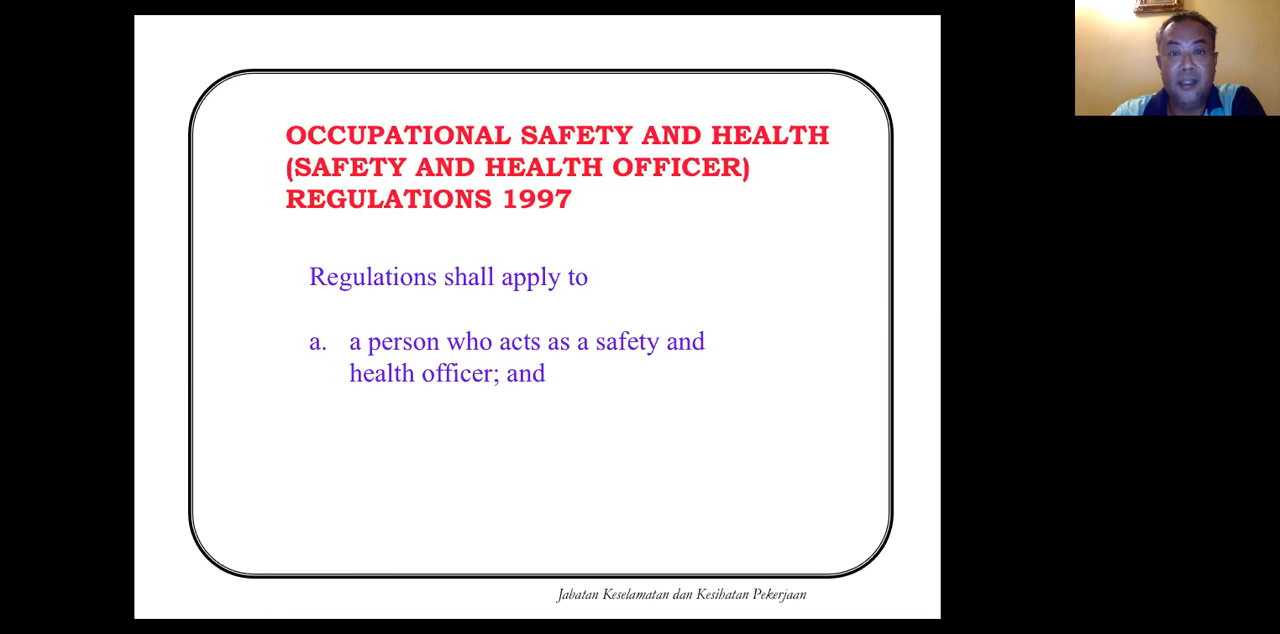 OCCUPATIONAL SAFETY AND HEALTH
(SAFETY AND HEALTH OFFICER)
REGULATIONS 1997
Regulations shall apply to
a. a person who acts as a safety and
health officer; and
Jabatan Keselamatan dan Kesihatan Pekerjaan